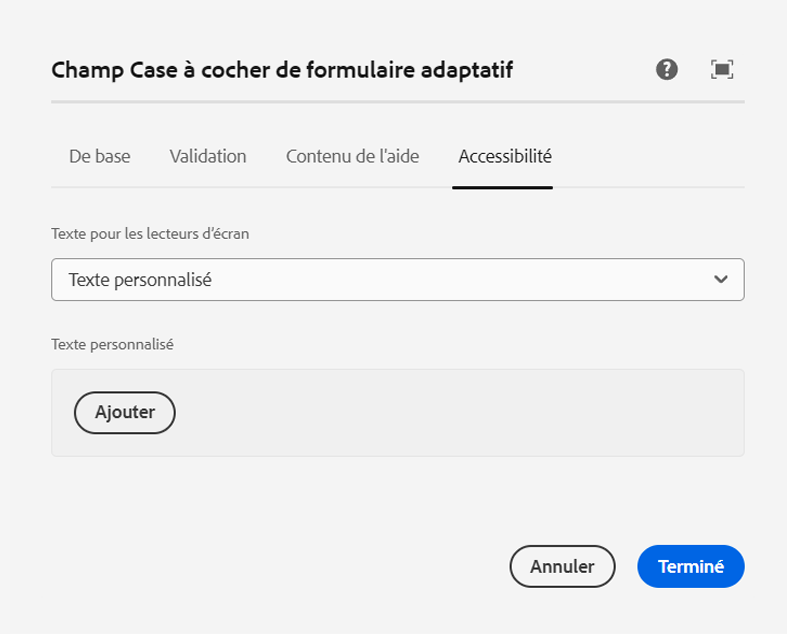 Champ Case à cocher de formulaire adaptatif
De base Validation Contenu de l'aide Accessibilité
Texte pour les lecteurs d'écran
Texte personnalisé
Texte personnalisé
Ajouter
Annuler Terminé